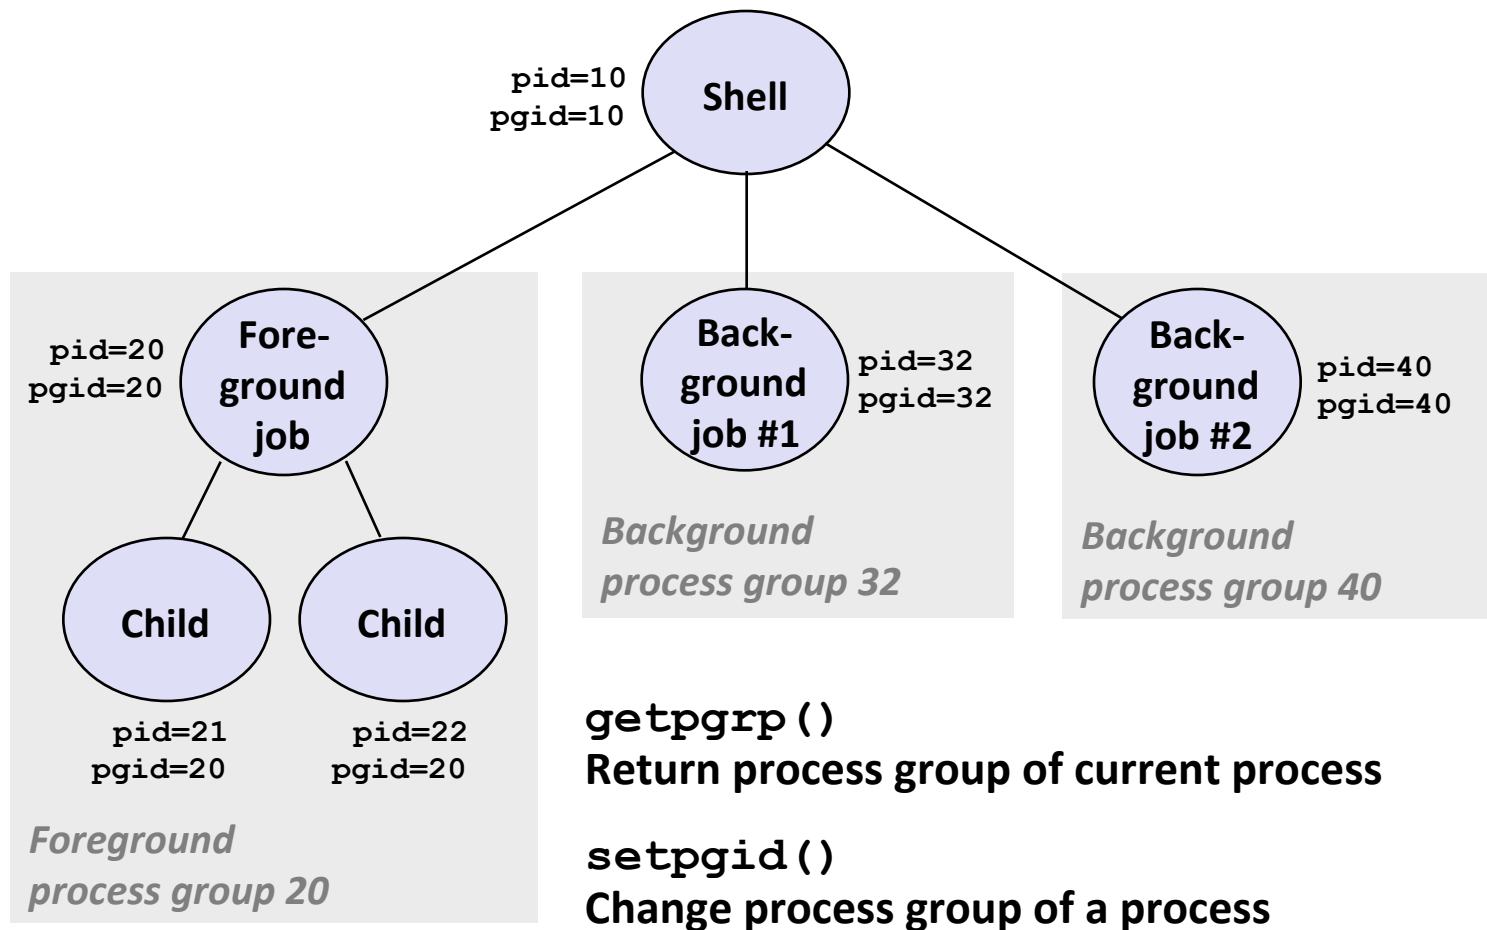 pid=10
pgid=10
Shell
pid=20
pgid=20
Fore-
ground
job
Back-
ground
job #1
pid=32
pgid=32
Back-
ground
job #2
pid=40
pgid=40
Background
process group 32
Background
process group 40
Child
Child
pid=21
pgid=20
pid=22
pgid=20
Foreground
process group 20
getpgrp()
Return process group of current process
setpgid()
Change process group of a process